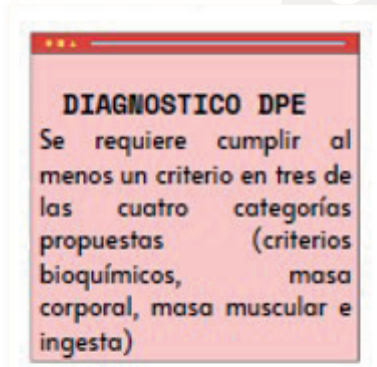 DIAGNOSTICO DPE
Se requiere cumplir al
menos un criterio en tres de
las cuatro categorías
propuestas (criterios
bioquímicos, masa
corporal, masa muscular e
ingesta)